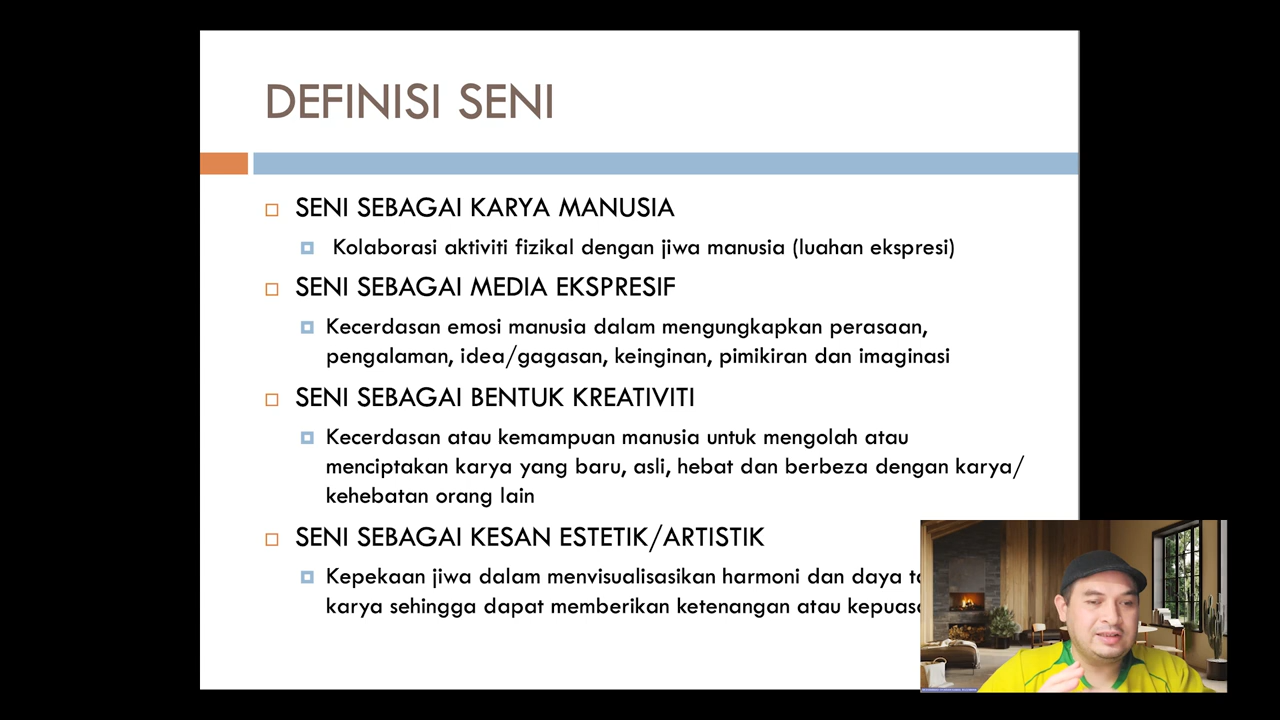 DEFINISI SENI
SENI SEBAGAI KARYA MANUSIA
Kolaborasi aktiviti fizikal dengan jiwa manusia (luahan ekspresi)
SENI SEBAGAI MEDIA EKSPRESIF
Kecerdasan emosi manusia dalam mengungkapkan perasaan,
pengalaman, idea/gagasan, keinginan, pimikiran dan imaginasi
SENI SEBAGAI BENTUK KREATIVITI
Kecerdasan atau kemampuan manusia untuk mengolah atau
menciptakan karya yang baru, asli, hebat dan berbeza dengan karya/
kehebatan orang lain
SENI SEBAGAI KESAN ESTETIK/ARTISTIK
Kepekaan jiwa dalam menvisualisasikan harmoni dan daya
karya sehingga dapat memberikan ketenangan atau